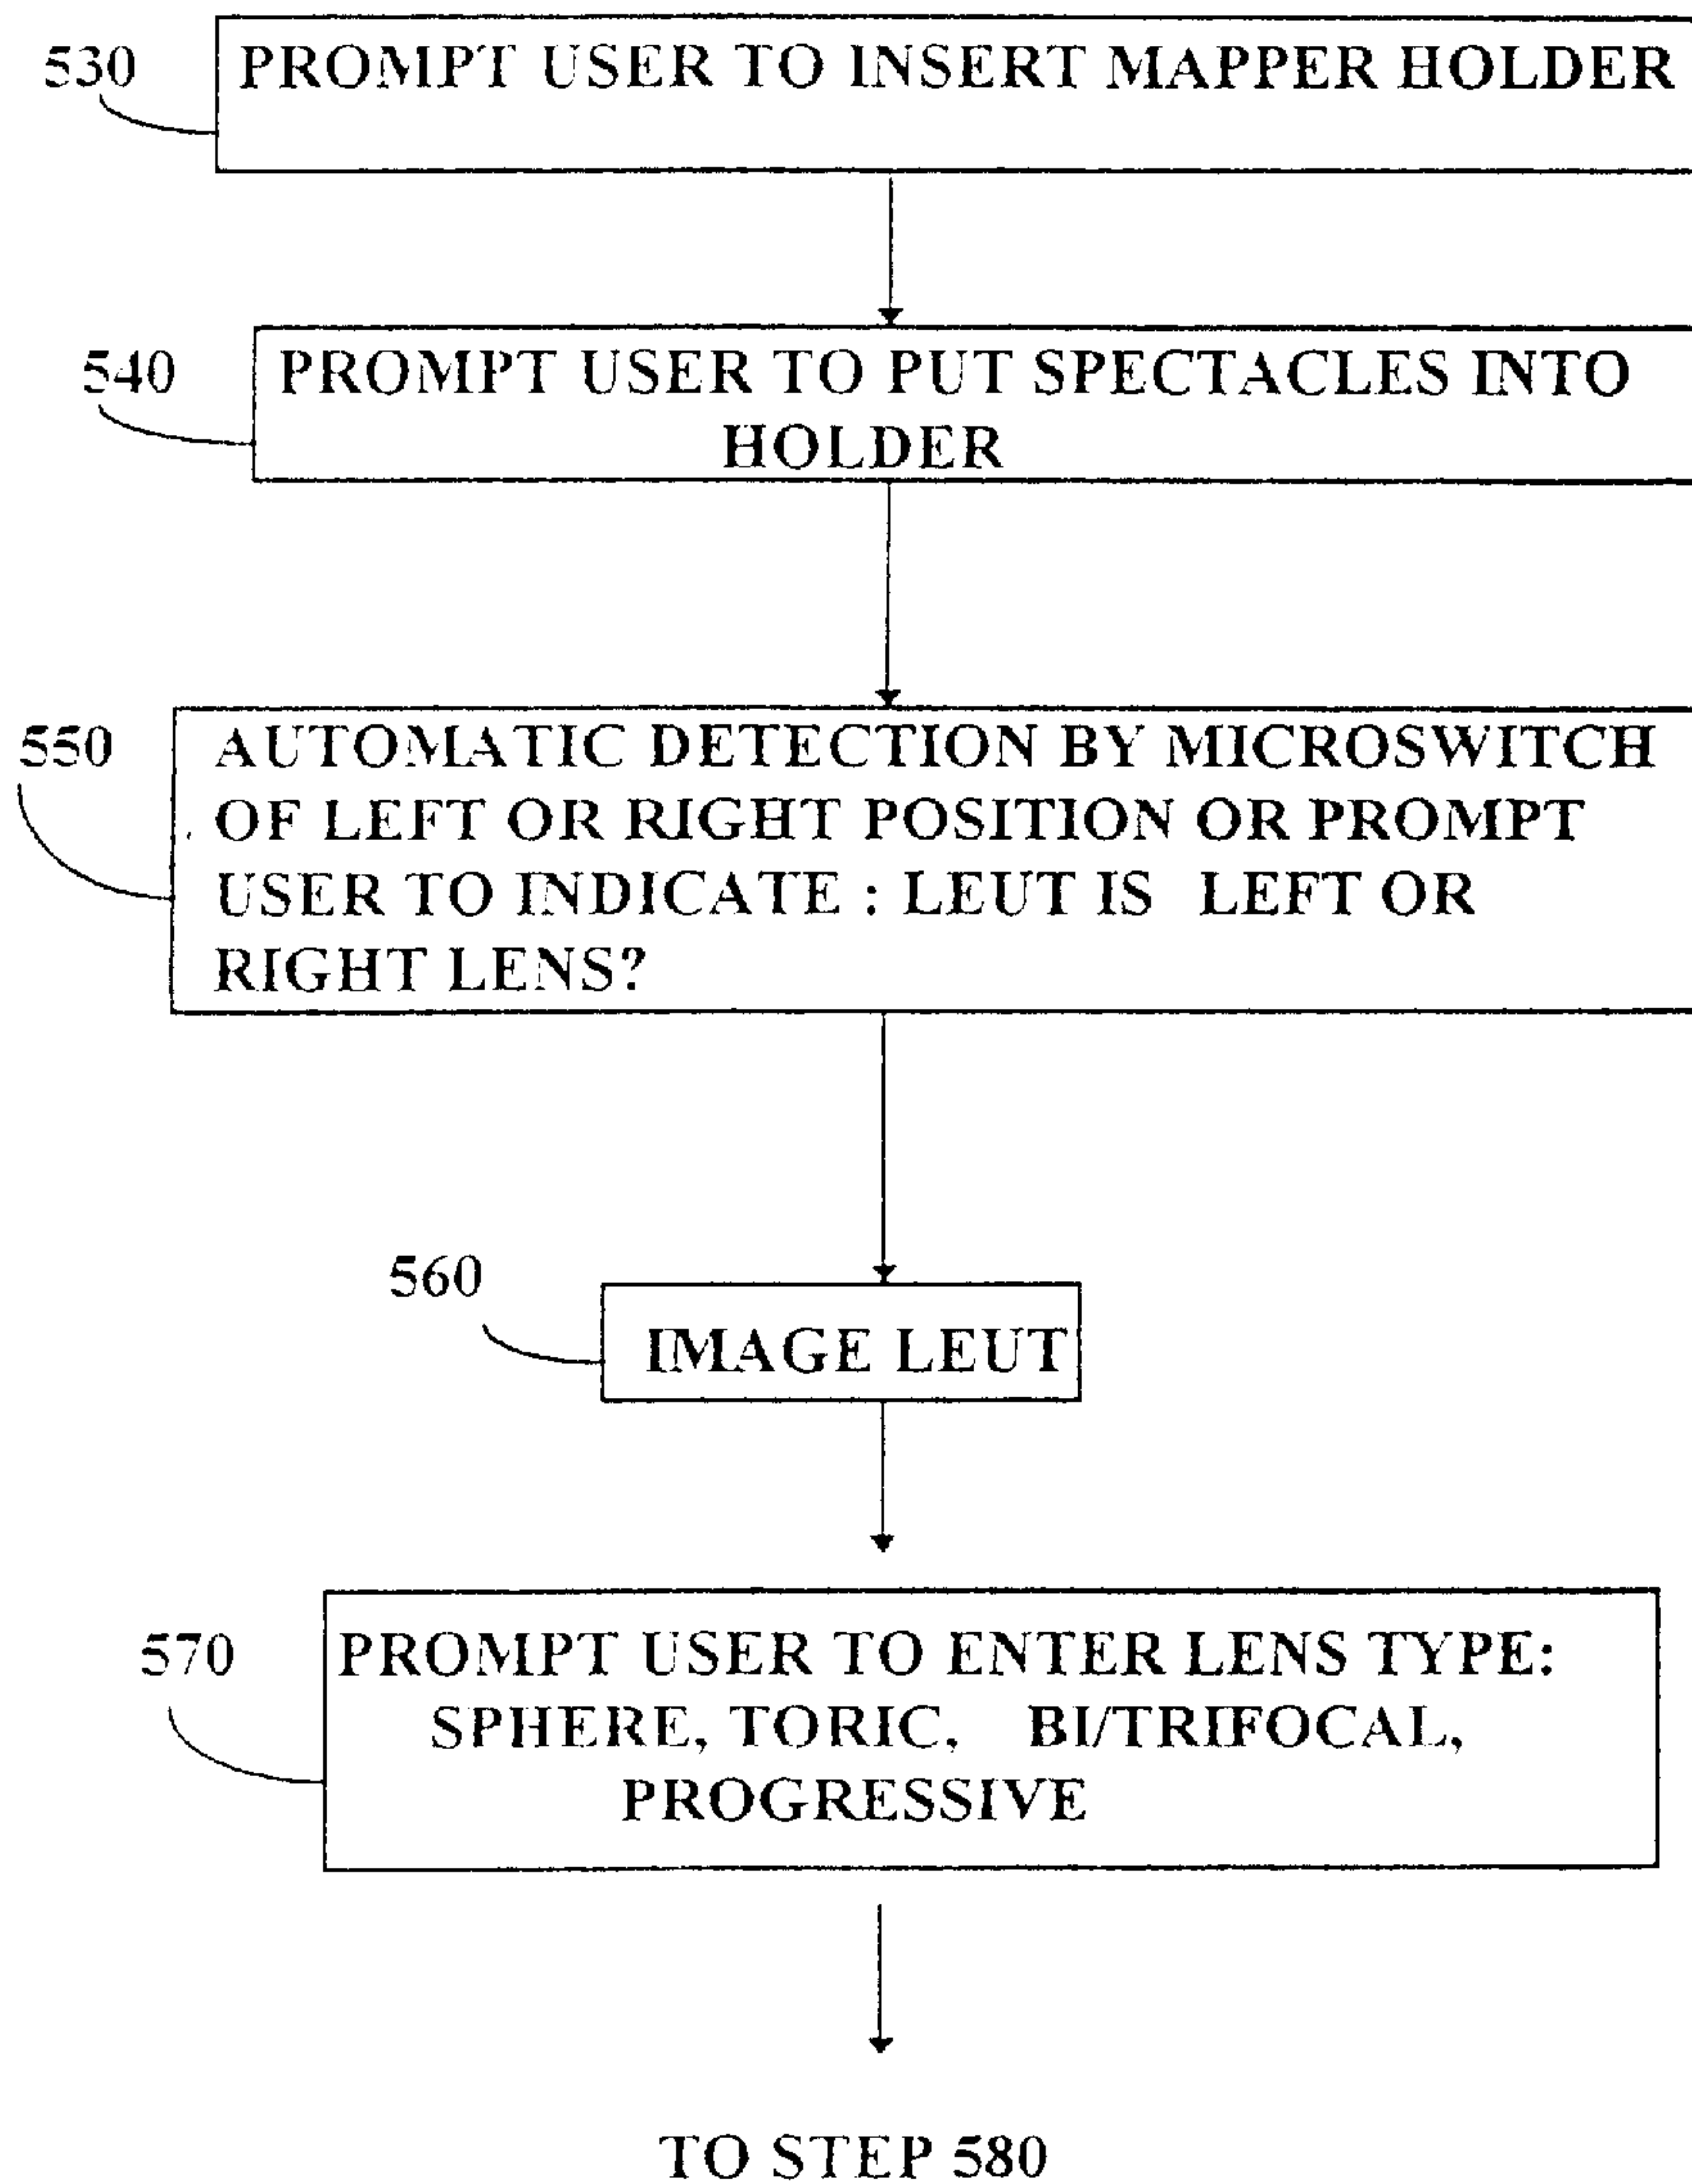 530
PROMPT USER TO INSERT MAPPER HOLDER
540
PROMPT USER TO PUT SPECTACLES INTO
HOLDER
550
AUTOMATIC DETECTION BY MICROSWITCH
OF LEFT OR RIGHT POSITION OR PROMPT
USER TO INDICATE : LEUT IS LEFT OR
RIGHT LENS?
560
IMAGE LEUT
570
PROMPT USER TO ENTER LENS TYPE:
SPHERE, TORIC, BI/TRIFOCAL,
PROGRESSIVE
TO STEP 580